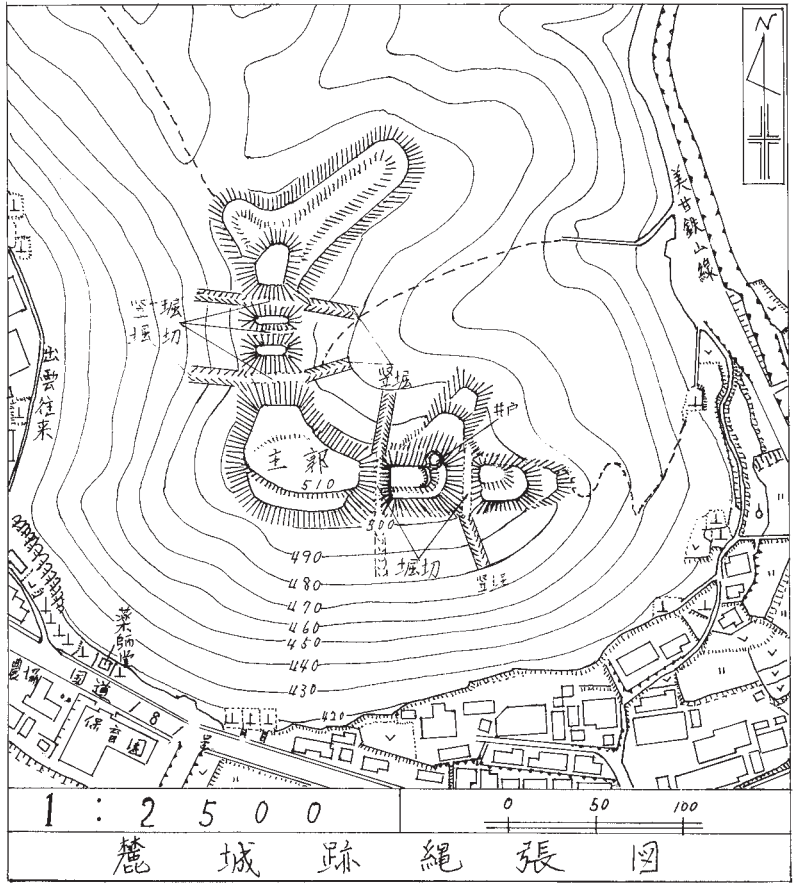 N
美甘鉄山線
竪堀
堀切
出雲往来
竪堀
井戸
主郭
510
500
490
480
470
460
450
440
430
420
堀切
竪堀
薬師堂
農協
国道
181
保育園
1:2500
0 50 100
麓城跡縄張図